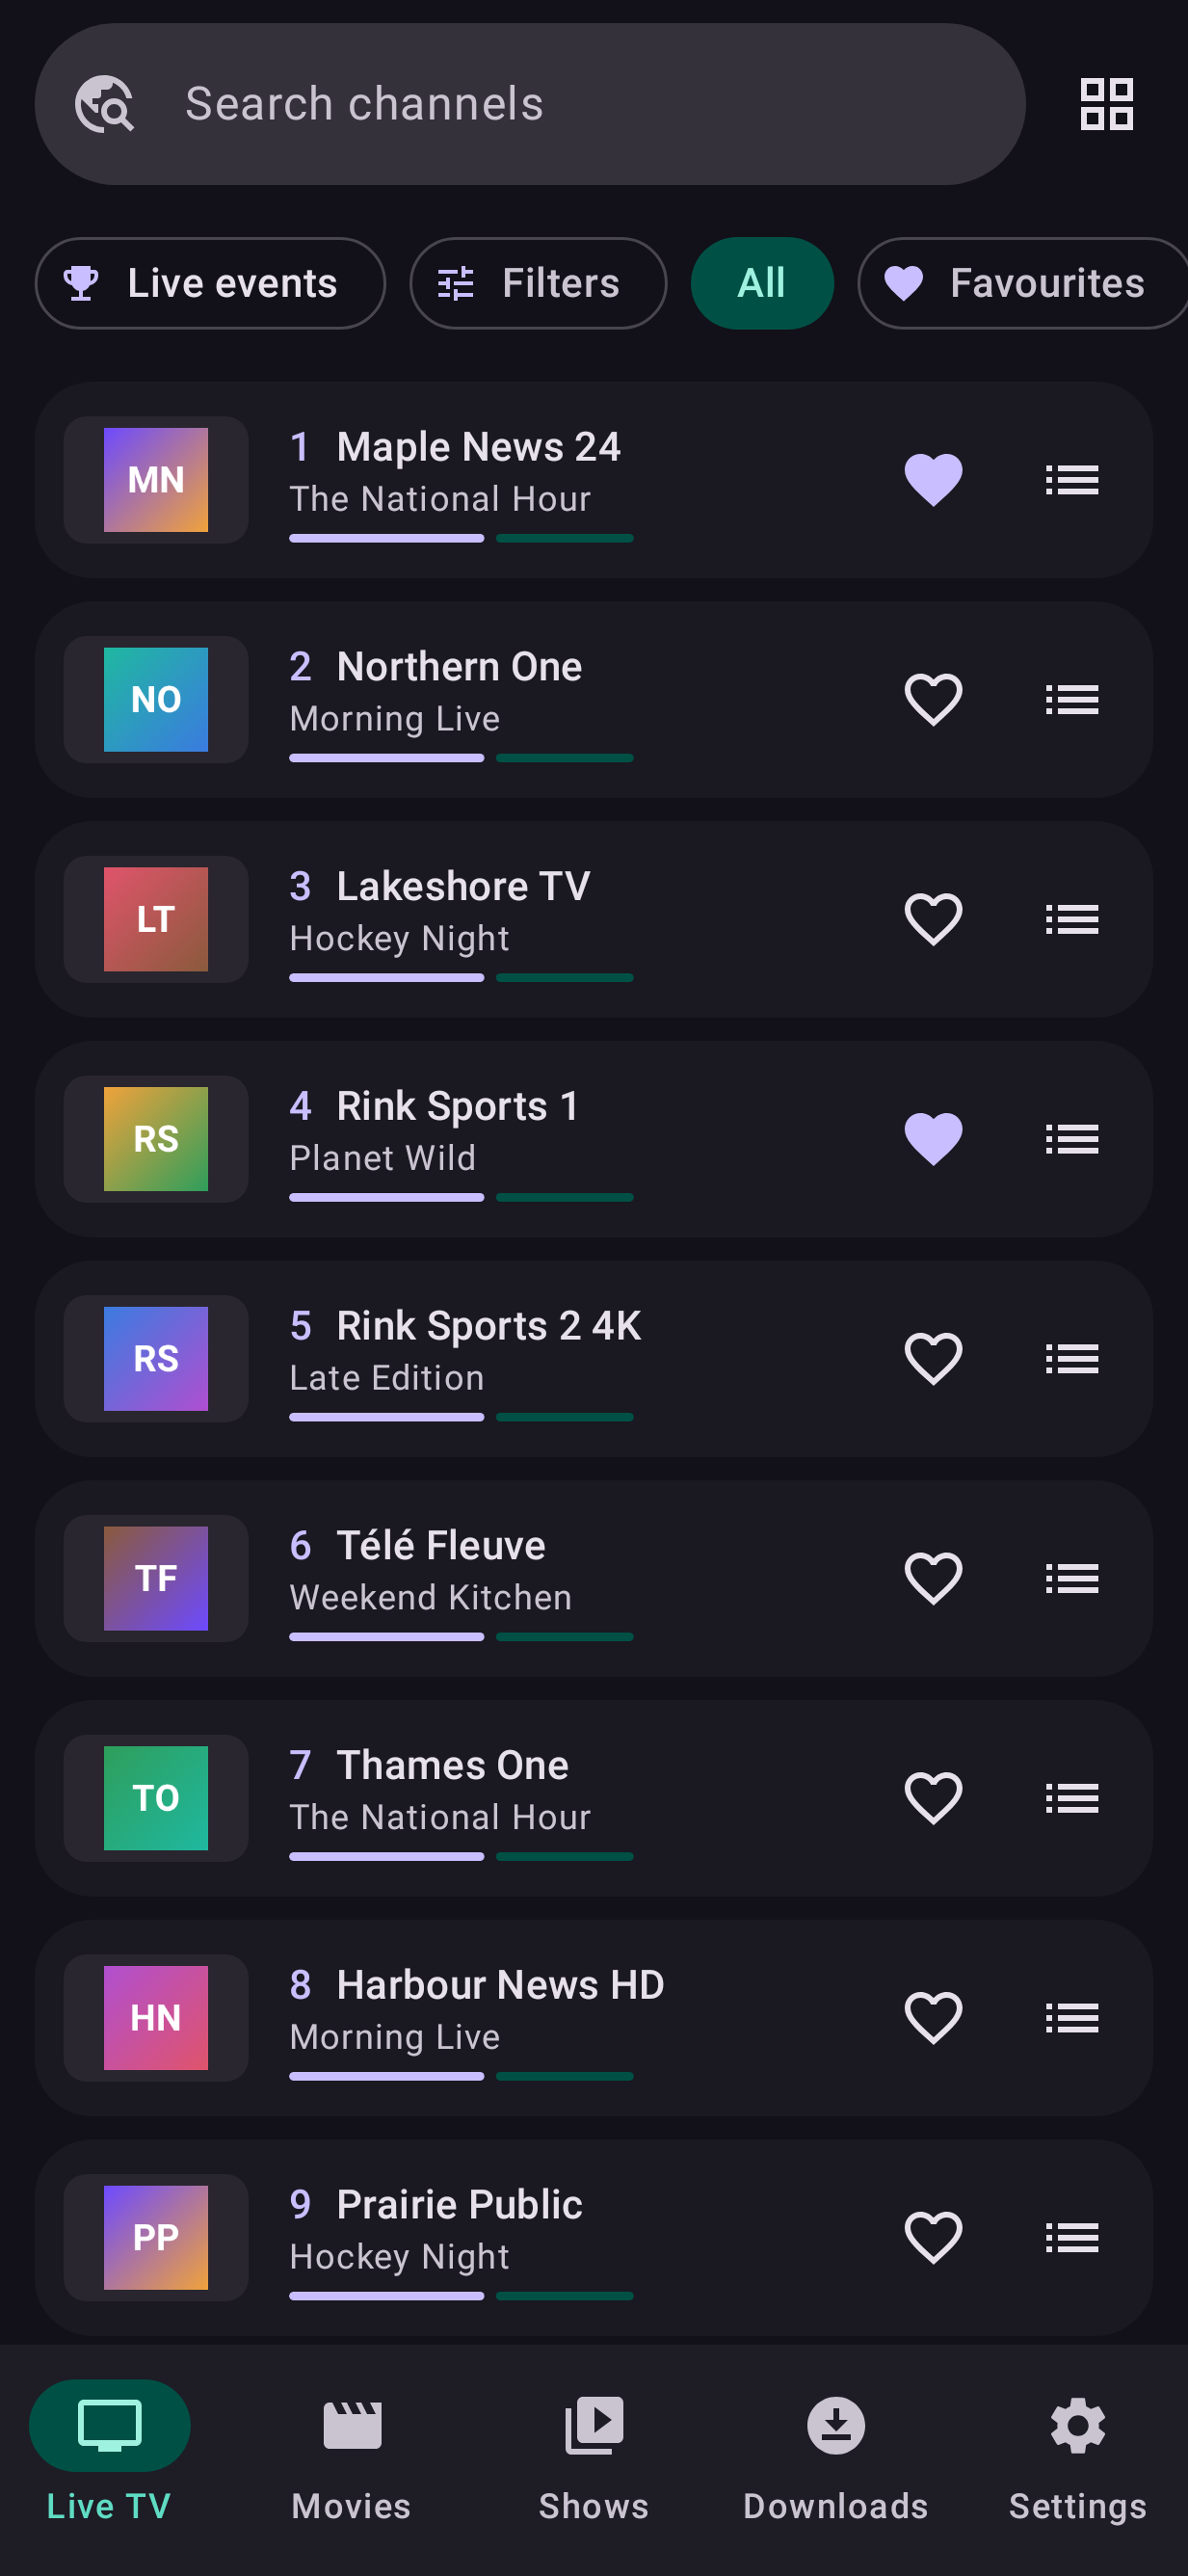 Search channels
Live events
Filters
All
Favourites
MN
1 Maple News 24
The National Hour
NO
2 Northern One
Morning Live
LT
3 Lakeshore TV
Hockey Night
RS
4 Rink Sports 1
Planet Wild
RS
5 Rink Sports 2 4K
Late Edition
TF
6 Télé Fleuve
Weekend Kitchen
TO
7 Thames One
The National Hour
HN
8 Harbour News HD
Morning Live
PP
9 Prairie Public
Hockey Night
Live TV
Movies
Shows
Downloads
Settings